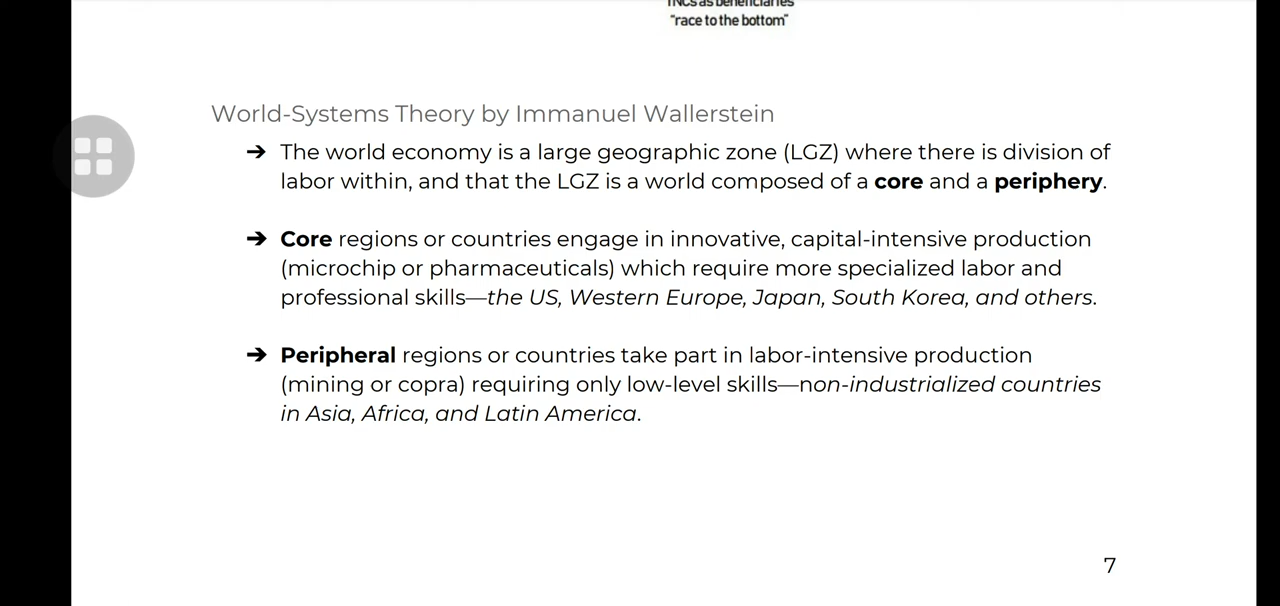 TNCs as beneficiaries
"race to the bottom"
World-Systems Theory by Immanuel Wallerstein
➔ The world economy is a large geographic zone (LGZ) where there is division of
labor within, and that the LGZ is a world composed of a core and a periphery.
➔ Core regions or countries engage in innovative, capital-intensive production
(microchip or pharmaceuticals) which require more specialized labor and
professional skills—the US, Western Europe, Japan, South Korea, and others.
➔ Peripheral regions or countries take part in labor-intensive production
(mining or copra) requiring only low-level skills—non-industrialized countries
in Asia, Africa, and Latin America.
7